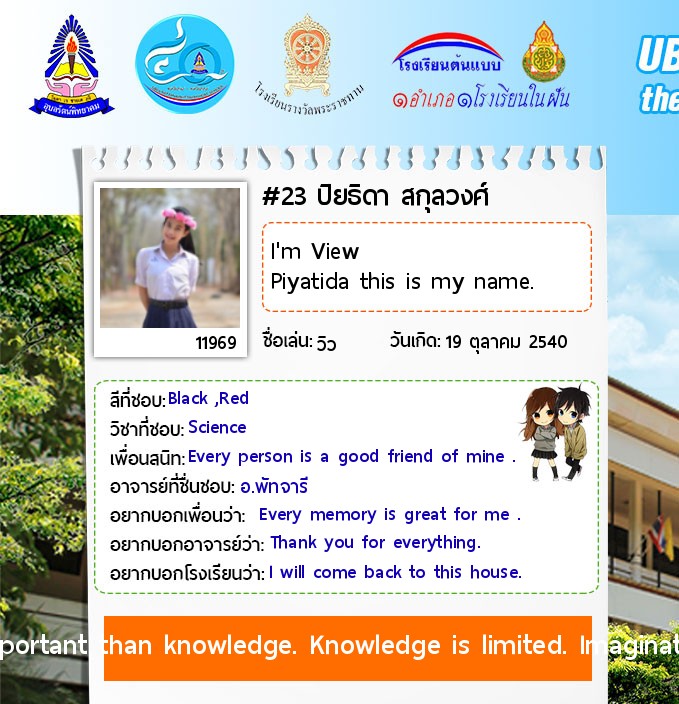 อุบลรัตน์พิทยาคม
โรงเรียนรางวัลพระราชทาน
โรงเรียนต้นแบบ
๑อำเภอ๑โรงเรียนในฝัน
UB
the
#23 ปิยธิดา สกุลวงศ์
I'm View
Piyatida this is my name.
11969
ชื่อเล่น: วิว วันเกิด: 19 ตุลาคม 2540
สีที่ชอบ: Black ,Red
วิชาที่ชอบ: Science
เพื่อนสนิท: Every person is a good friend of mine .
อาจารย์ที่ชื่นชอบ: อ.พัทจารี
อยากบอกเพื่อนว่า: Every memory is great for me .
อยากบอกอาจารย์ว่า: Thank you for everything.
อยากบอกโรงเรียนว่า: I will come back to this house.
portant than knowledge. Knowledge is limited. Imaginat